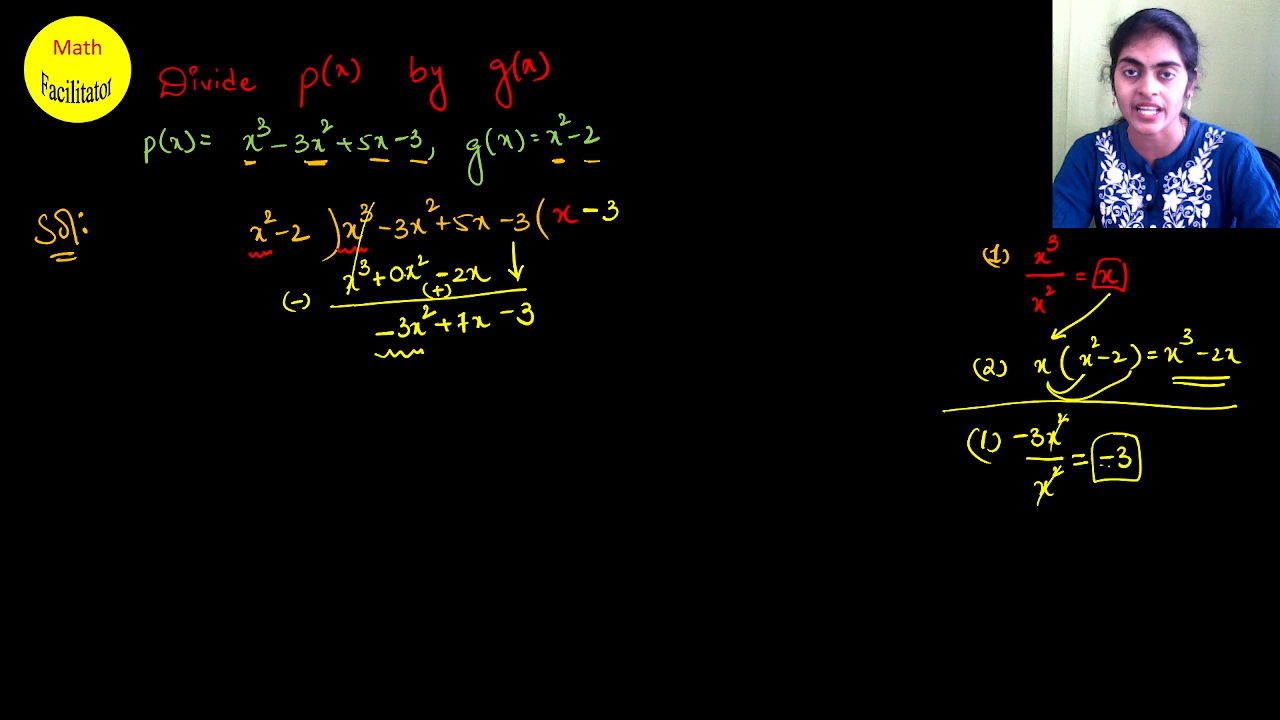 Math
Facilitator
Divide p(x) by g(x)
p(x) = x³ - 3x² + 5x - 3, g(x) = x² - 2
Sol:
x² - 2 ) x³ - 3x² + 5x - 3 ( x - 3
x³ + 0x² - 2x
(-) (+)
-3x² + 7x - 3
(1) x³/x² = x
(2) x(x² - 2) = x³ - 2x
(1) -3x²/x² = -3